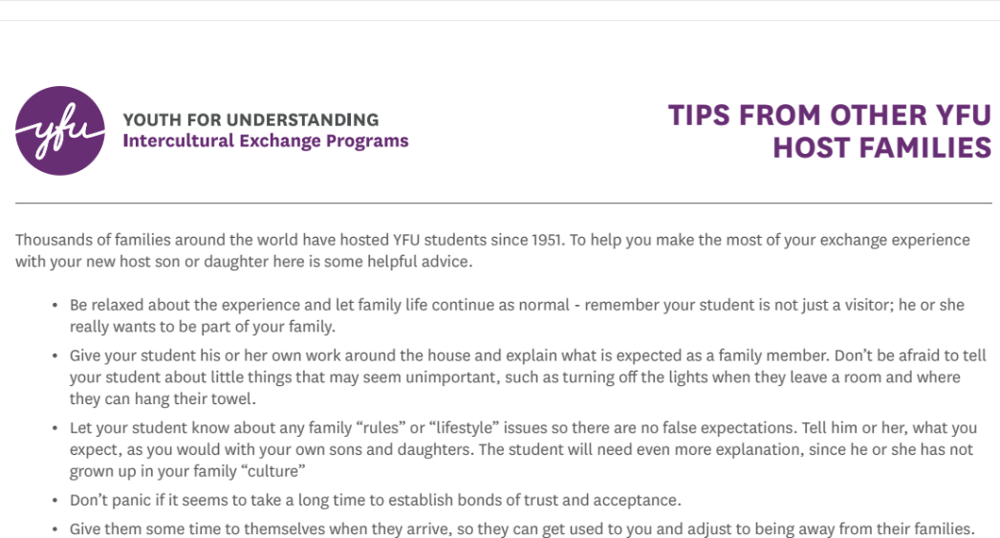 yfu
YOUTH FOR UNDERSTANDING
Intercultural Exchange Programs
TIPS FROM OTHER YFU
HOST FAMILIES
Thousands of families around the world have hosted YFU students since 1951. To help you make the most of your exchange experience
with your new host son or daughter here is some helpful advice.
• Be relaxed about the experience and let family life continue as normal - remember your student is not just a visitor; he or she
really wants to be part of your family.
• Give your student his or her own work around the house and explain what is expected as a family member. Don’t be afraid to tell
your student about little things that may seem unimportant, such as turning off the lights when they leave a room and where
they can hang their towel.
• Let your student know about any family “rules” or “lifestyle” issues so there are no false expectations. Tell him or her, what you
expect, as you would with your own sons and daughters. The student will need even more explanation, since he or she has not
grown up in your family “culture”
• Don’t panic if it seems to take a long time to establish bonds of trust and acceptance.
• Give them some time to themselves when they arrive, so they can get used to you and adjust to being away from their families.